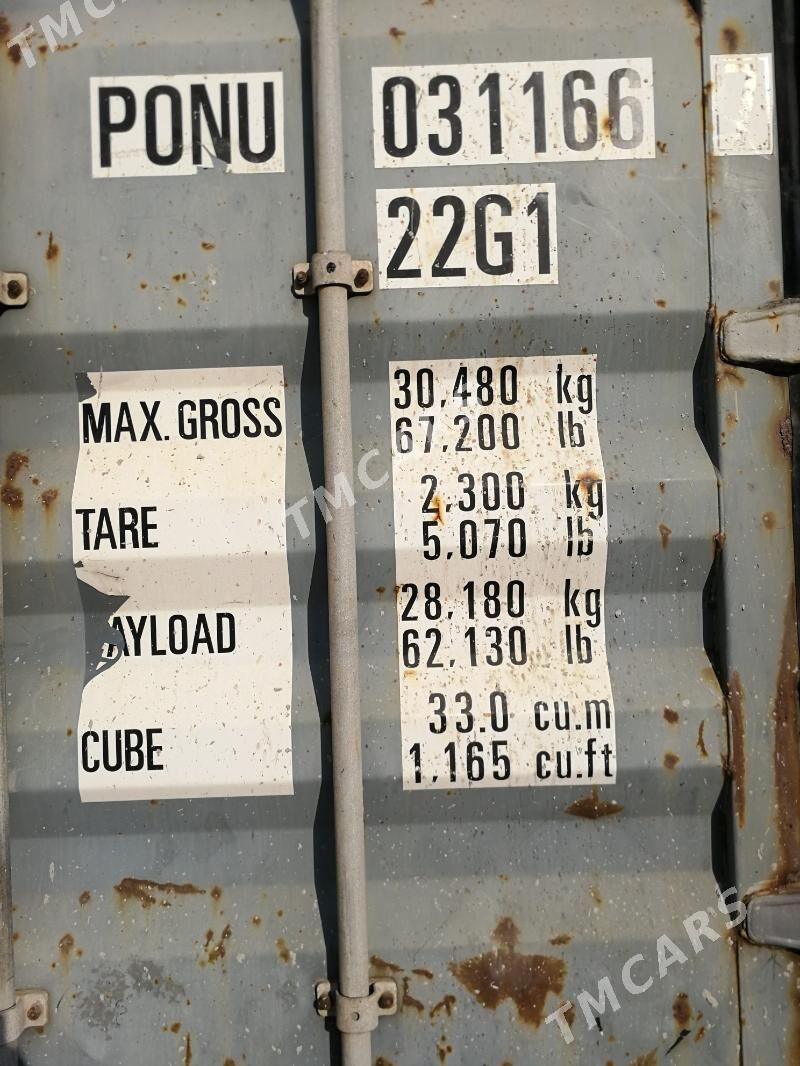 TMCARS
PONU 031166
22G1
MAX. GROSS 30,480 kg
67,200 lb
TARE 2,300 kg
5,070 lb
AYLOAD 28,180 kg
62,130 lb
CUBE 33.0 cu.m
1,165 cu.ft
TMCARS
TMCARS